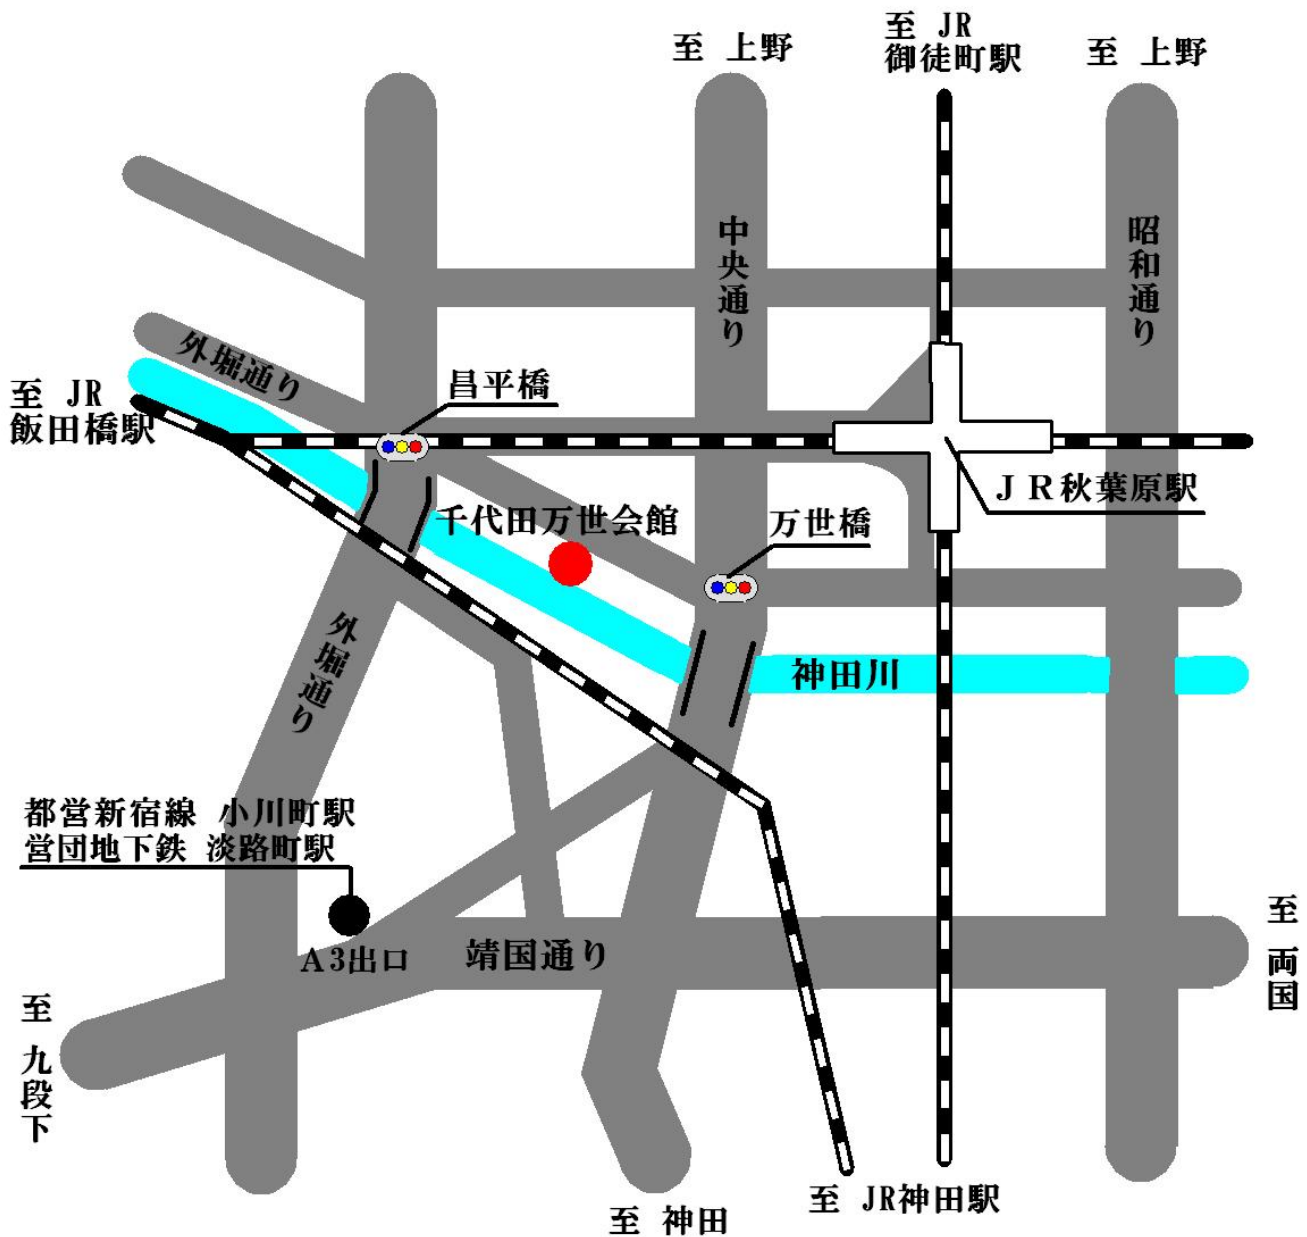 至 上野
至 JR
御徒町駅
至 上野
中央通り
昭和通り
外堀通り
至 JR
飯田橋駅
昌平橋
JR秋葉原駅
千代田万世会館
万世橋
外堀通り
神田川
都営新宿線 小川町駅
営団地下鉄 淡路町駅
A3出口
靖国通り
至 両国
至 九段下
至 JR神田駅
至 神田